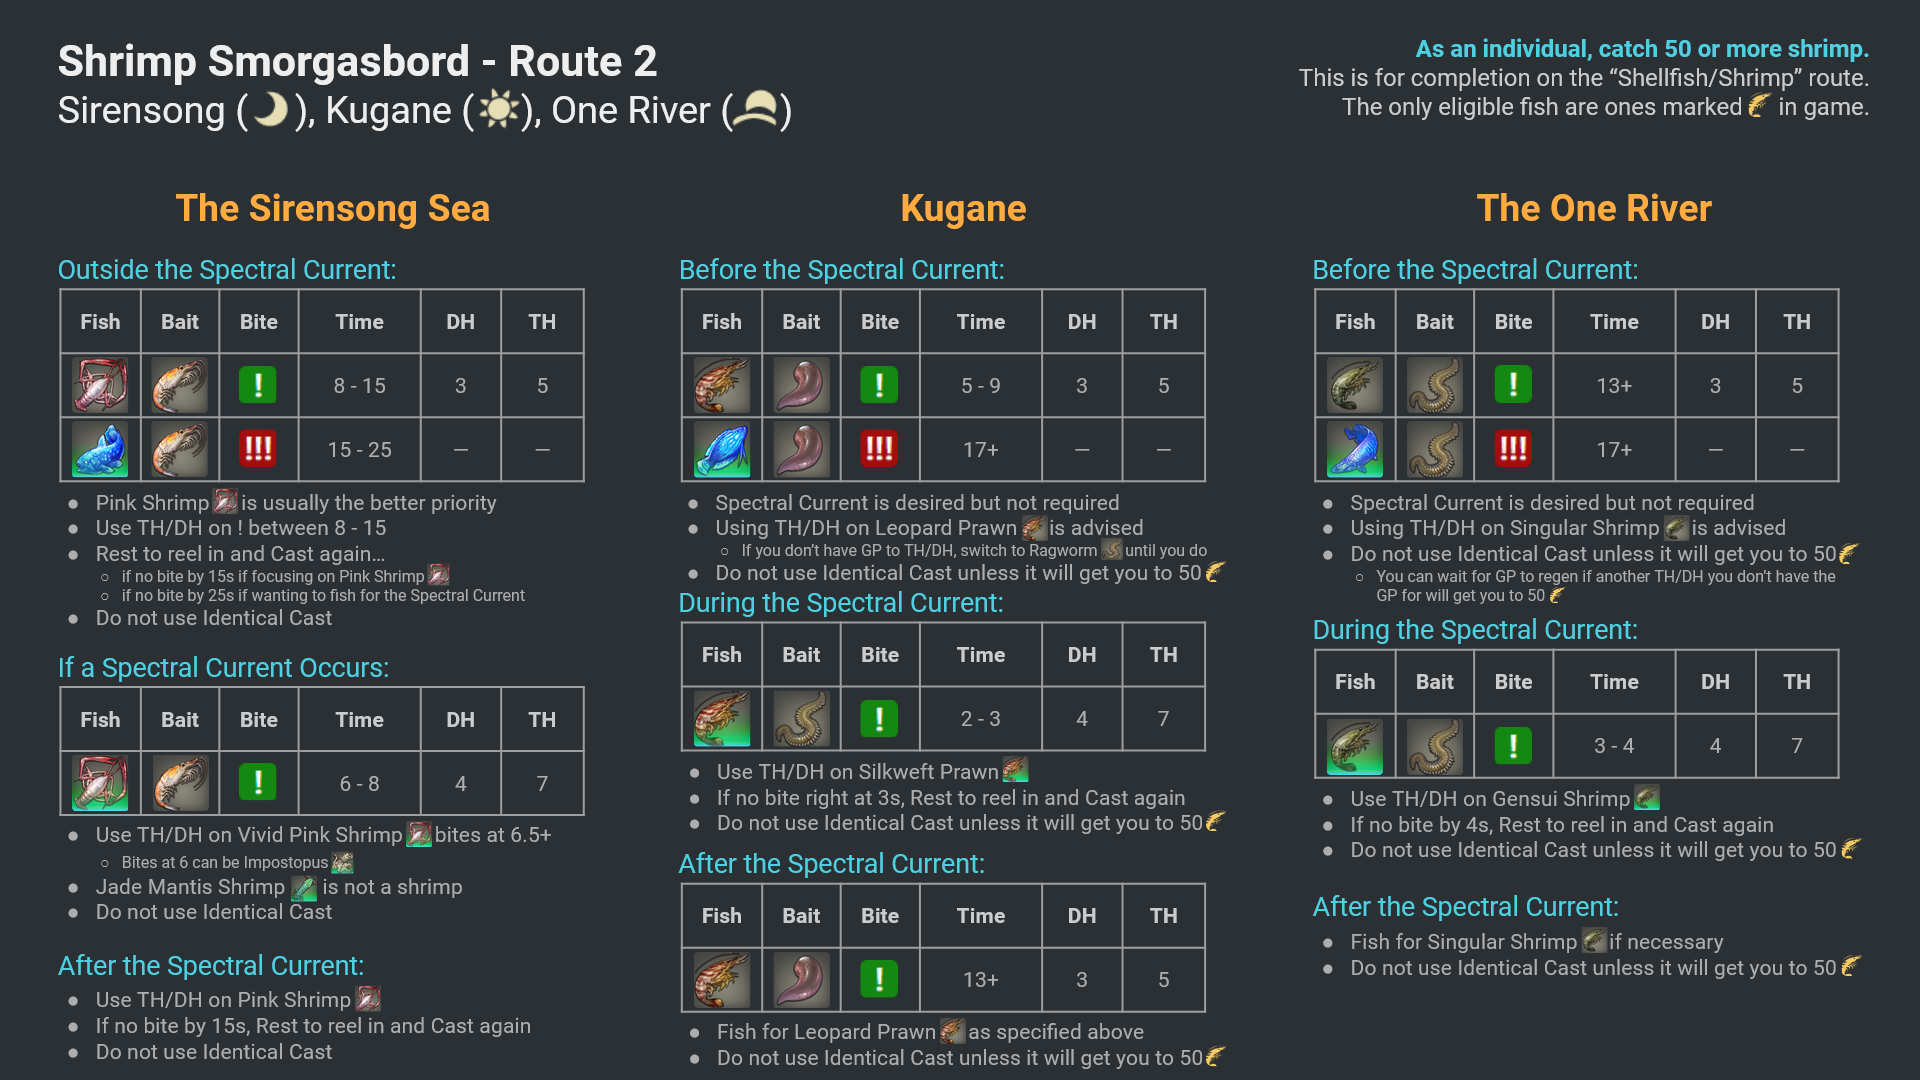 Shrimp Smorgasbord - Route 2
Sirensong ( ), Kugane ( ), One River ( )
As an individual, catch 50 or more shrimp.
This is for completion on the “Shellfish/Shrimp” route.
The only eligible fish are ones marked in game.
The Sirensong Sea
Outside the Spectral Current:
Fish Bait Bite Time DH TH
! 8 - 15 3 5
!!! 15 - 25 — —
● Pink Shrimp is usually the better priority
● Use TH/DH on ! between 8 - 15
● Rest to reel in and Cast again...
○ if no bite by 15s if focusing on Pink Shrimp
○ if no bite by 25s if wanting to fish for the Spectral Current
● Do not use Identical Cast
If a Spectral Current Occurs:
Fish Bait Bite Time DH TH
! 6 - 8 4 7
● Use TH/DH on Vivid Pink Shrimp bites at 6.5+
○ Bites at 6 can be Impostopus
● Jade Mantis Shrimp is not a shrimp
● Do not use Identical Cast
After the Spectral Current:
● Use TH/DH on Pink Shrimp
● If no bite by 15s, Rest to reel in and Cast again
● Do not use Identical Cast
Kugane
Before the Spectral Current:
Fish Bait Bite Time DH TH
! 5 - 9 3 5
!!! 17+ — —
● Spectral Current is desired but not required
● Using TH/DH on Leopard Prawn is advised
○ If you don’t have GP to TH/DH, switch to Ragworm until you do
● Do not use Identical Cast unless it will get you to 50
During the Spectral Current:
Fish Bait Bite Time DH TH
! 2 - 3 4 7
● Use TH/DH on Silkweft Prawn
● If no bite right at 3s, Rest to reel in and Cast again
● Do not use Identical Cast unless it will get you to 50
After the Spectral Current:
Fish Bait Bite Time DH TH
! 13+ 3 5
● Fish for Leopard Prawn as specified above
● Do not use Identical Cast unless it will get you to 50
The One River
Before the Spectral Current:
Fish Bait Bite Time DH TH
! 13+ 3 5
!!! 17+ — —
● Spectral Current is desired but not required
● Using TH/DH on Singular Shrimp is advised
● Do not use Identical Cast unless it will get you to 50
○ You can wait for GP to regen if another TH/DH you don’t have the
GP for will get you to 50
During the Spectral Current:
Fish Bait Bite Time DH TH
! 3 - 4 4 7
● Use TH/DH on Gensui Shrimp
● If no bite by 4s, Rest to reel in and Cast again
● Do not use Identical Cast unless it will get you to 50
After the Spectral Current:
● Fish for Singular Shrimp if necessary
● Do not use Identical Cast unless it will get you to 50